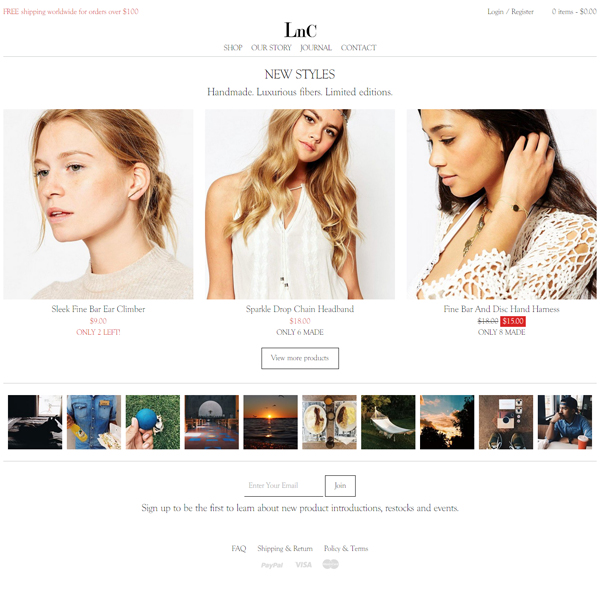 FREE shipping worldwide for orders over $100
Login / Register
0 items - $0.00
LnC
SHOP OUR STORY JOURNAL CONTACT
NEW STYLES
Handmade. Luxurious fibers. Limited editions.
Sleek Fine Bar Ear Climber
$9.00
ONLY 2 LEFT!
Sparkle Drop Chain Headband
$18.00
ONLY 6 MADE
Fine Bar And Disc Hand Harness
$18.00 $15.00
ONLY 8 MADE
View more products
Enter Your Email
Join
Sign up to be the first to learn about new product introductions, restocks and events.
FAQ Shipping & Return Policy & Terms
PayPal VISA